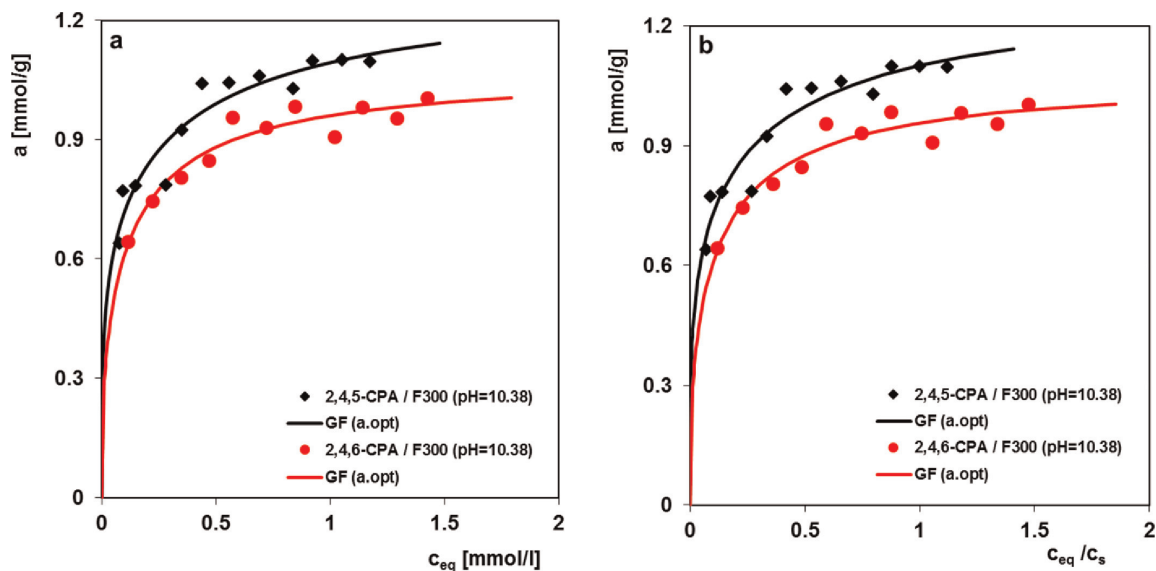 a
a [mmol/g]
1.2
0.9
0.6
0.3
0
2,4,5-CPA / F300 (pH=10.38)
GF (a.opt)
2,4,6-CPA / F300 (pH=10.38)
GF (a.opt)
0 0.5 1 1.5 2
ceq [mmol/l]
b
a [mmol/g]
1.2
0.9
0.6
0.3
0
2,4,5-CPA / F300 (pH=10.38)
GF (a.opt)
2,4,6-CPA / F300 (pH=10.38)
GF (a.opt)
0 0.5 1 1.5 2
ceq /cs